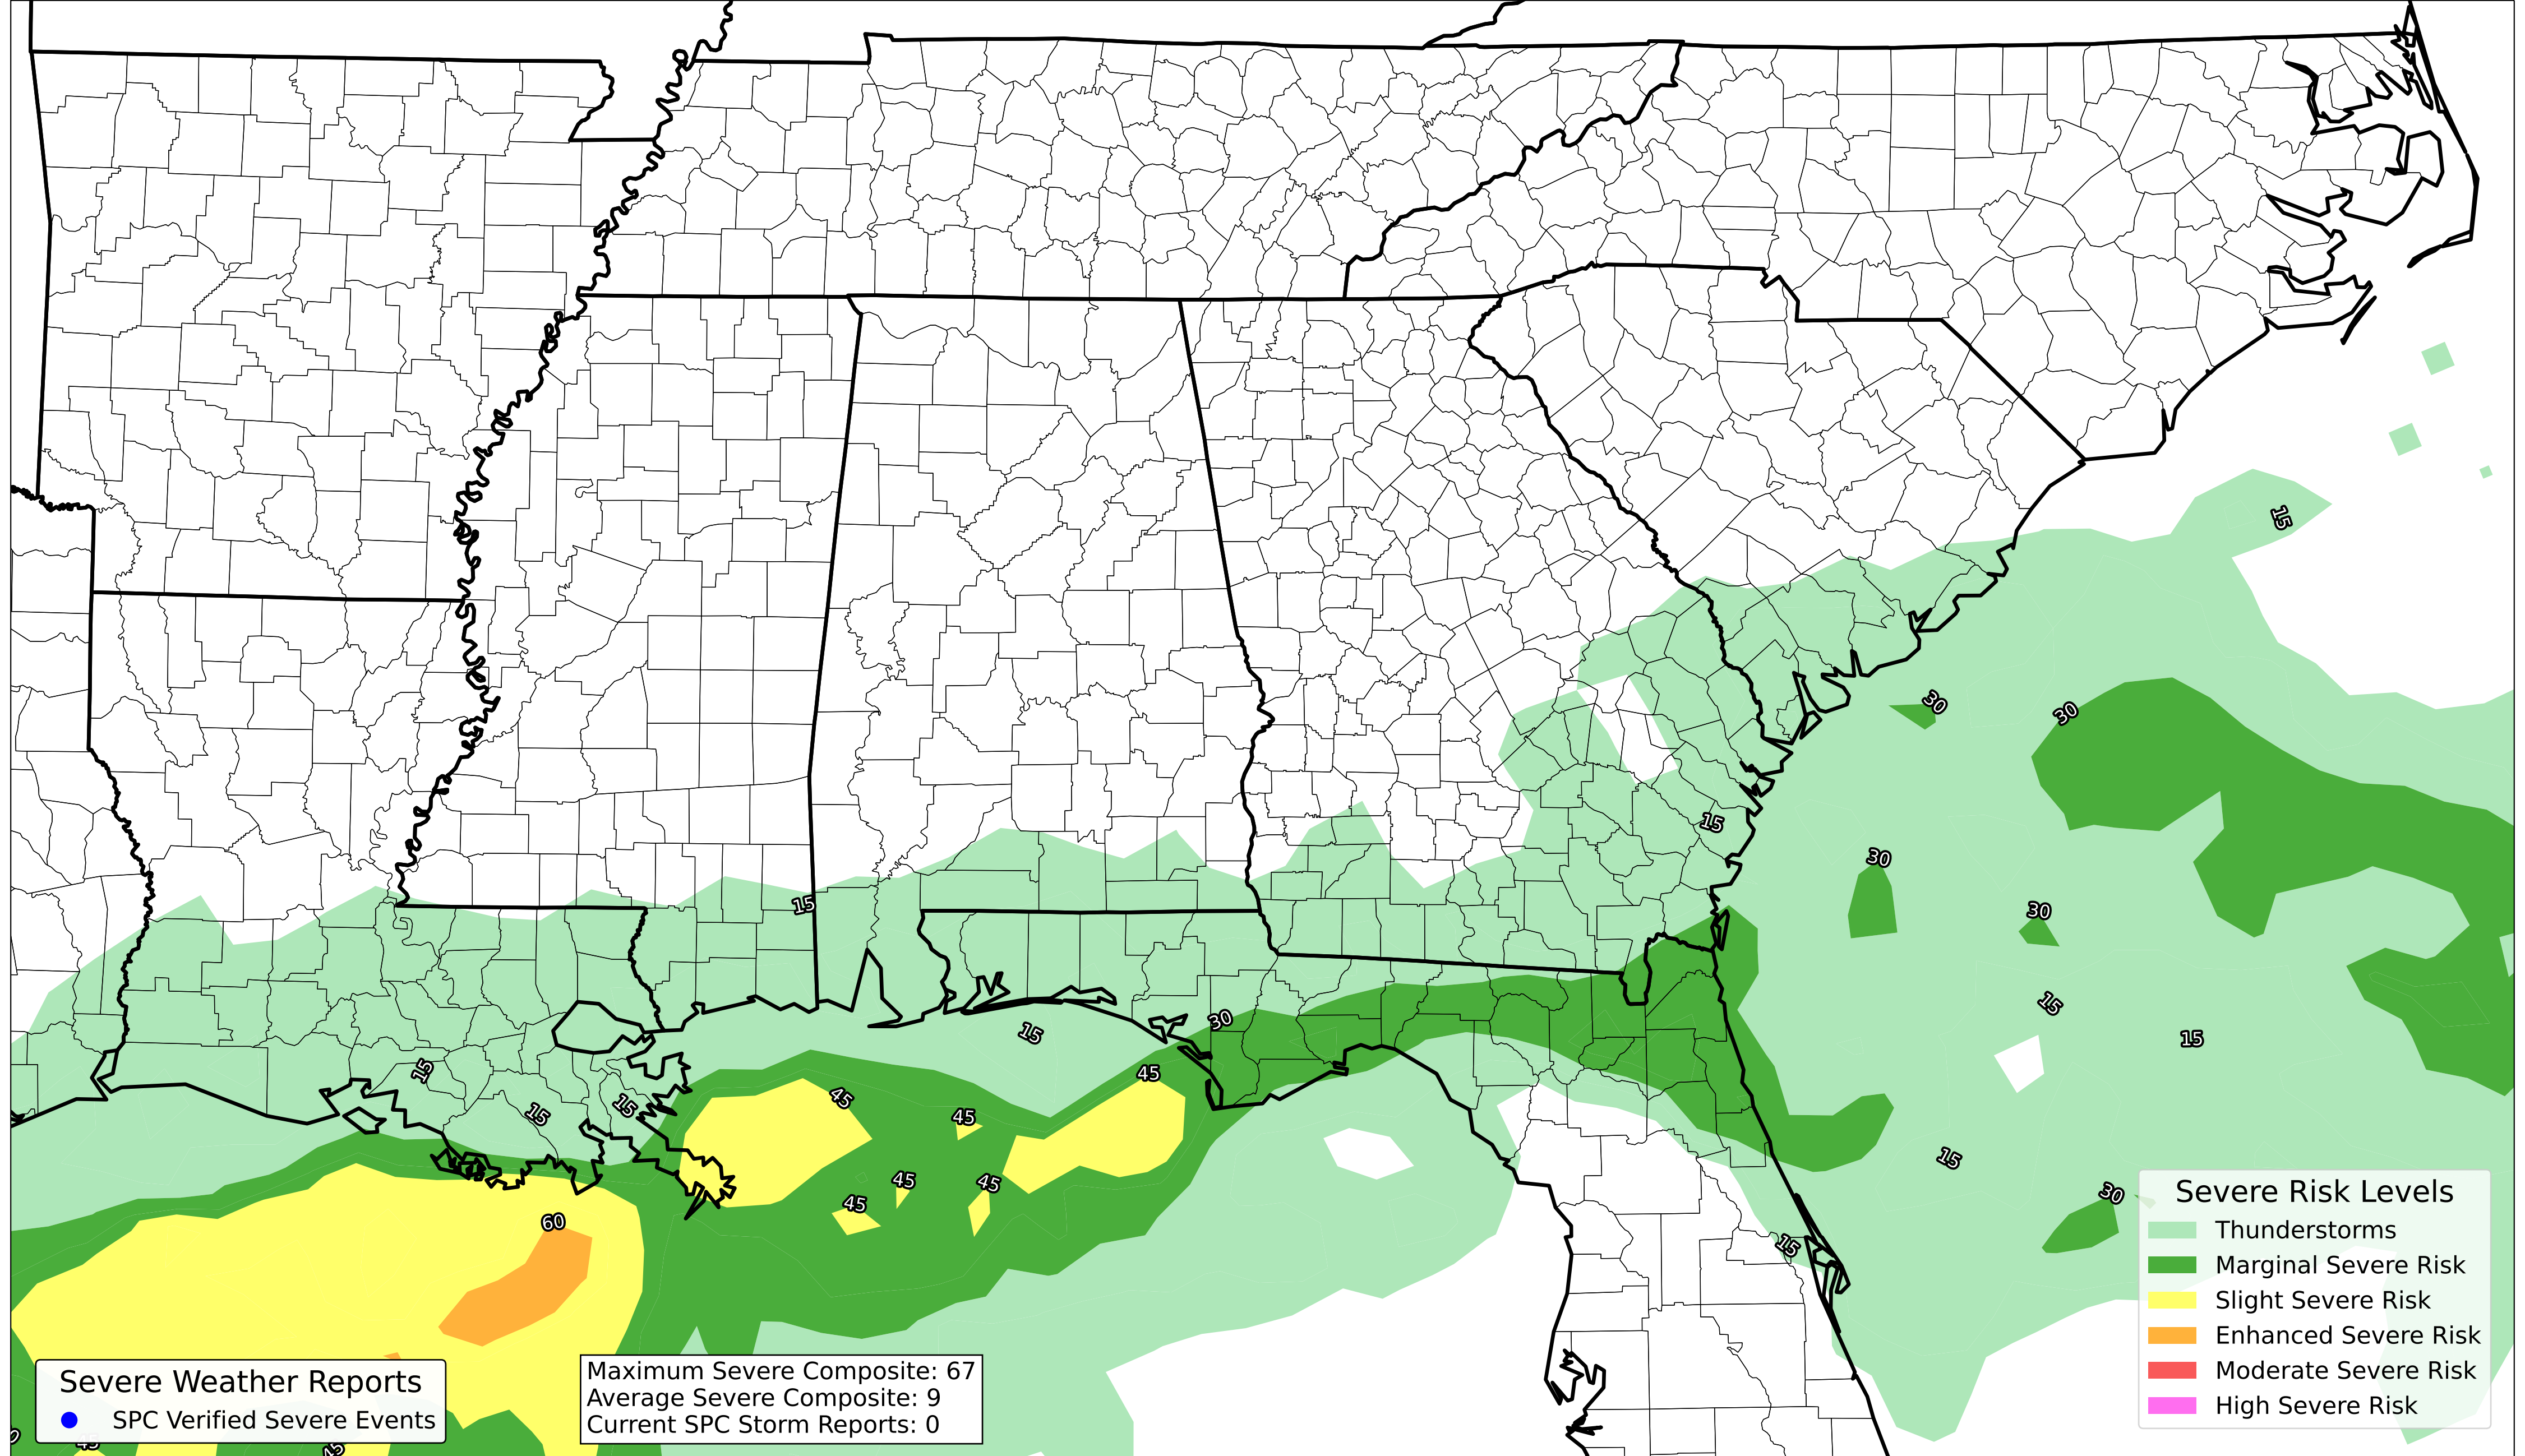 15
30
30
15
30
15
30
30
15
15
15
15
45
45
45
15
15
15
45
45
45
30
60
15
Severe Risk Levels
Thunderstorms
Marginal Severe Risk
Slight Severe Risk
Enhanced Severe Risk
Moderate Severe Risk
High Severe Risk
Severe Weather Reports
SPC Verified Severe Events
Maximum Severe Composite: 67
Average Severe Composite: 9
Current SPC Storm Reports: 0
45
45